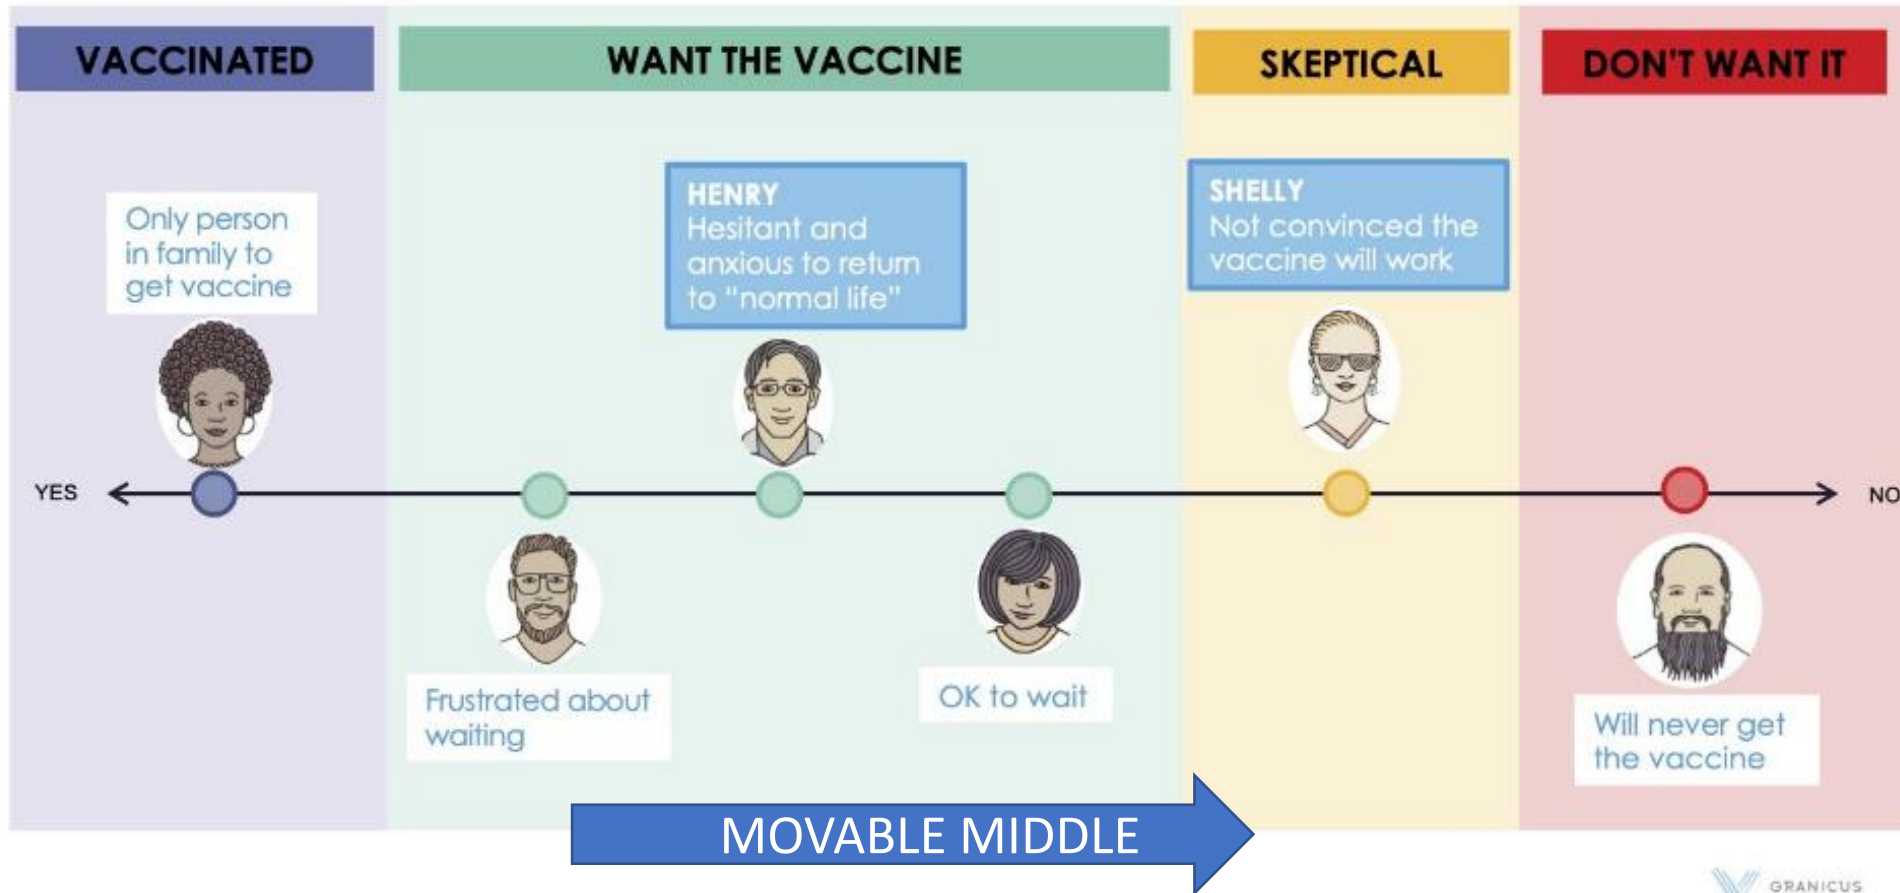 VACCINATED
WANT THE VACCINE
SKEPTICAL
DON'T WANT IT
Only person
in family to
get vaccine
HENRY
Hesitant and
anxious to return
to “normal life”
SHELLY
Not convinced the
vaccine will work
YES
NO
Frustrated about
waiting
OK to wait
Will never get
the vaccine
MOVABLE MIDDLE
GRANICUS